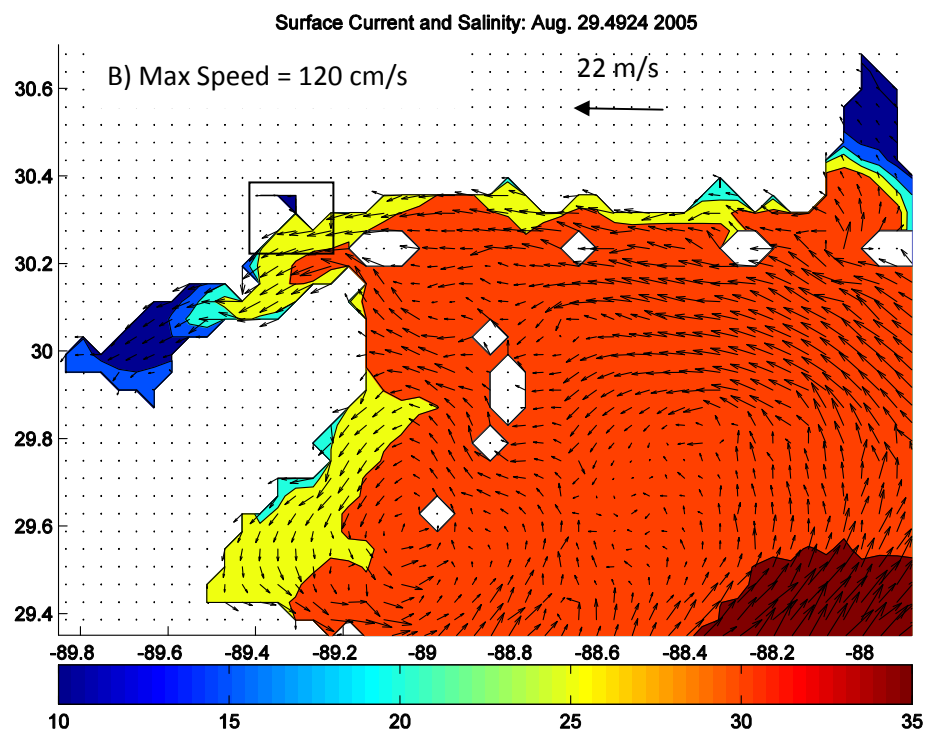 Surface Current and Salinity: Aug. 29.4924 2005
B) Max Speed = 120 cm/s
22 m/s
30.6
30.4
30.2
30
29.8
29.6
29.4
-89.8 -89.6 -89.4 -89.2 -89 -88.8 -88.6 -88.4 -88.2 -88
10 15 20 25 30 35